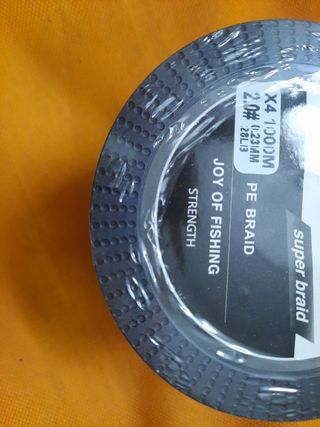 X4 1000M
2.0# 0.23MM
28LB
super braid
PE BRAID
JOY OF FISHING
STRENGTH